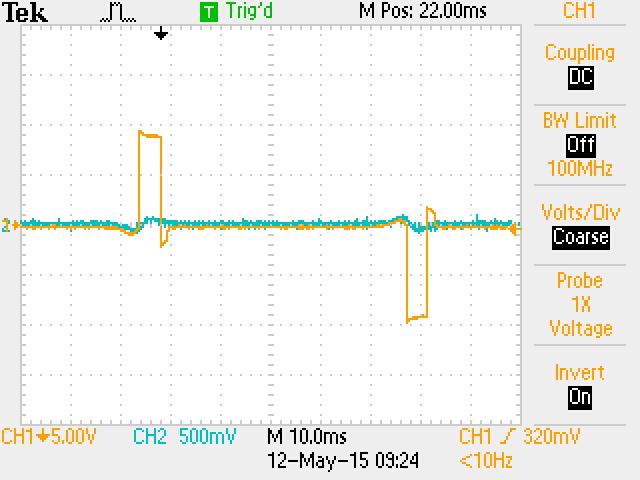 Tek T Trig'd M Pos: 22.00ms CH1
Coupling
DC
BW Limit
Off
100MHz
Volts/Div
Coarse
Probe
1X
Voltage
Invert
On
CH1 5.00V CH2 500mV M 10.0ms CH1 320mV
12-May-15 09:24 <10Hz